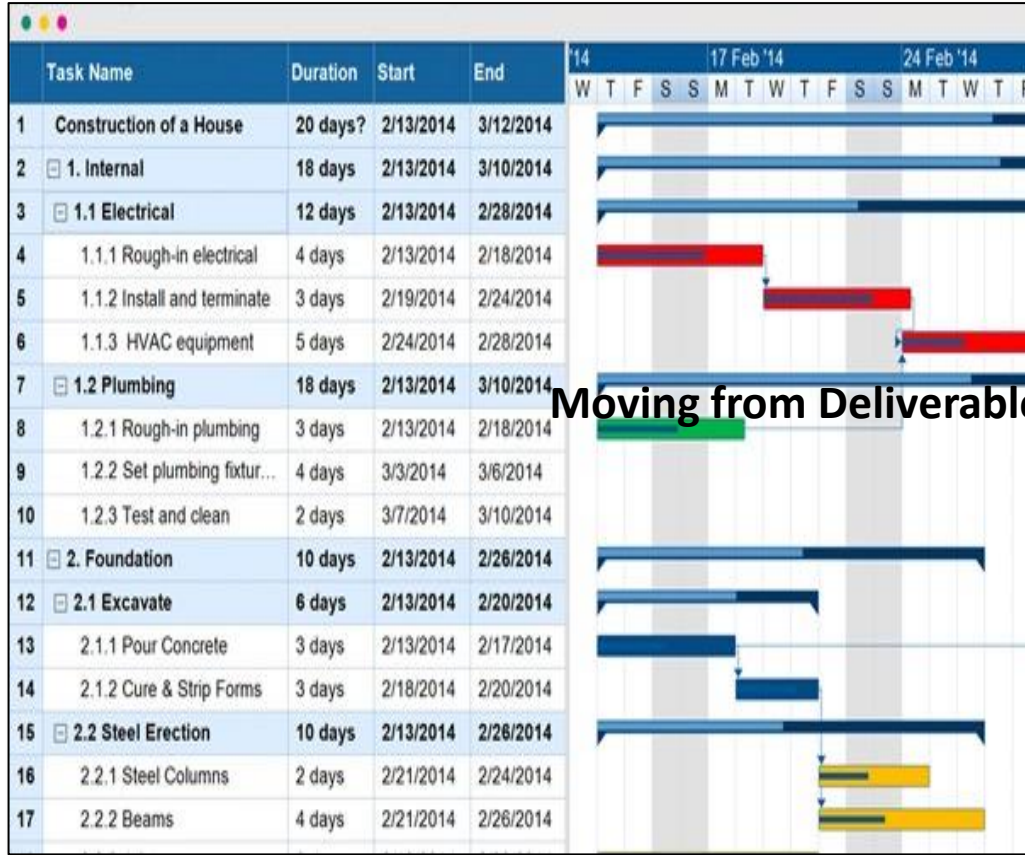 '14 17 Feb '14 24 Feb '14
Task Name Duration Start End W T F S S M T W T F S S M T W T F
1 Construction of a House 20 days? 2/13/2014 3/12/2014
2 1. Internal 18 days 2/13/2014 3/10/2014
3 1.1 Electrical 12 days 2/13/2014 2/28/2014
4 1.1.1 Rough-in electrical 4 days 2/13/2014 2/18/2014
5 1.1.2 Install and terminate 3 days 2/19/2014 2/24/2014
6 1.1.3 HVAC equipment 5 days 2/24/2014 2/28/2014
7 1.2 Plumbing 18 days 2/13/2014 3/10/2014
Moving from Deliverable
8 1.2.1 Rough-in plumbing 3 days 2/13/2014 2/18/2014
9 1.2.2 Set plumbing fixtur... 4 days 3/3/2014 3/6/2014
10 1.2.3 Test and clean 2 days 3/7/2014 3/10/2014
11 2. Foundation 10 days 2/13/2014 2/26/2014
12 2.1 Excavate 6 days 2/13/2014 2/20/2014
13 2.1.1 Pour Concrete 3 days 2/13/2014 2/17/2014
14 2.1.2 Cure & Strip Forms 3 days 2/18/2014 2/20/2014
15 2.2 Steel Erection 10 days 2/13/2014 2/26/2014
16 2.2.1 Steel Columns 2 days 2/21/2014 2/24/2014
17 2.2.2 Beams 4 days 2/21/2014 2/26/2014